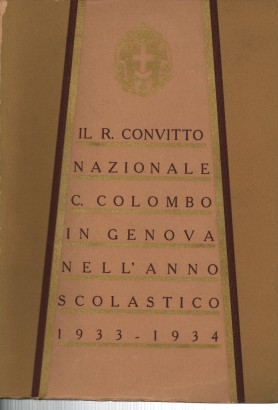 IL R. CONVITTO
NAZIONALE
C. COLOMBO
IN GENOVA
NELL'ANNO
SCOLASTICO
1933-1934